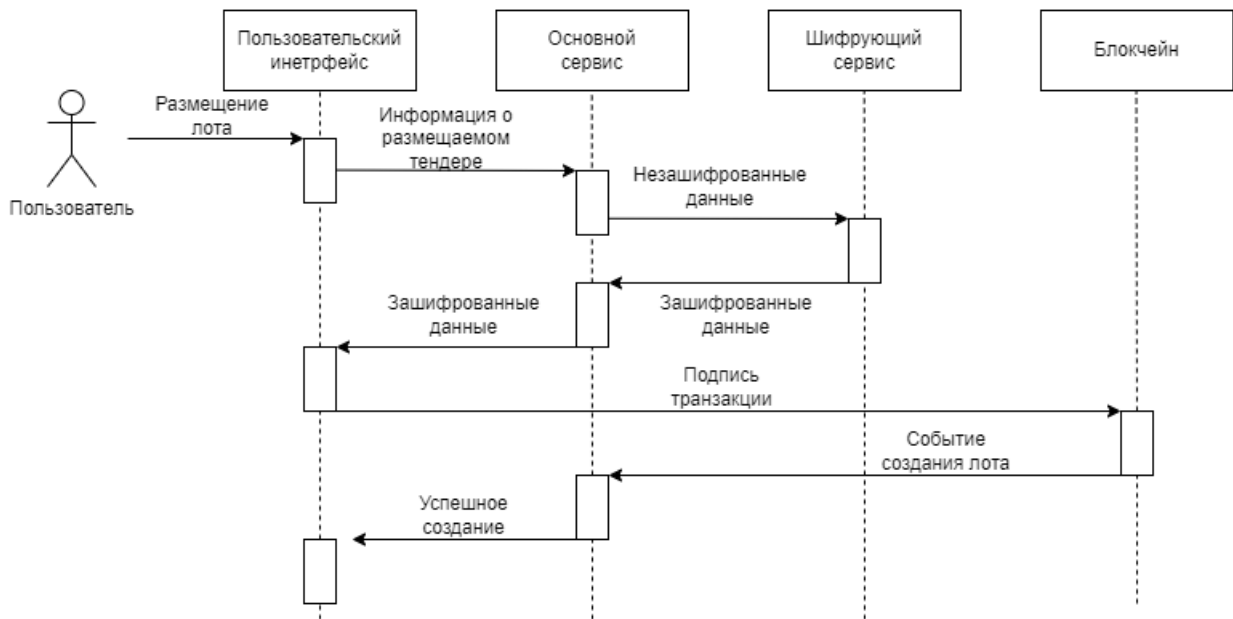 Пользовательский
инетрфейс
Основной
сервис
Шифрующий
сервис
Блокчейн
Размещение
лота
Информация о
размещаемом
тендере
Незашифрованные
данные
Пользователь
Зашифрованные
данные
Зашифрованные
данные
Подпись
транзакции
Событие
создания лота
Успешное
создание